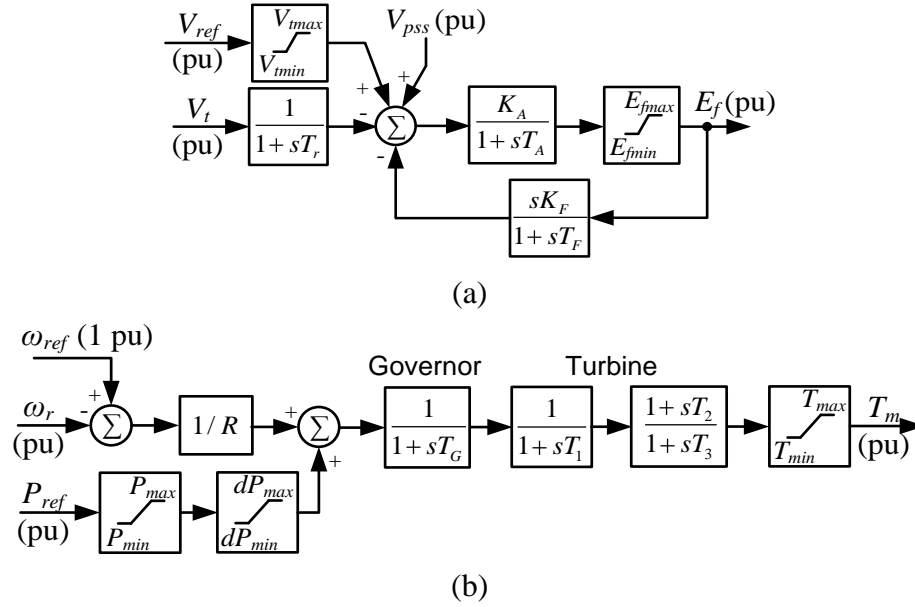 V_ref
(pu)
V_tmax
V_tmin
V_pss (pu)
V_t
(pu)
1
1 + sT_r
+
+
-
-
Σ
K_A
1 + sT_A
E_fmax
E_fmin
E_f (pu)
sK_F
1 + sT_F
(a)
ω_ref (1 pu)
ω_r
(pu)
+
-
Σ
1 / R
+
+
Σ
P_ref
(pu)
P_max
P_min
dP_max
dP_min
Governor
1
1 + sT_G
Turbine
1
1 + sT_1
1 + sT_2
1 + sT_3
T_max
T_min
T_m
(pu)
(b)